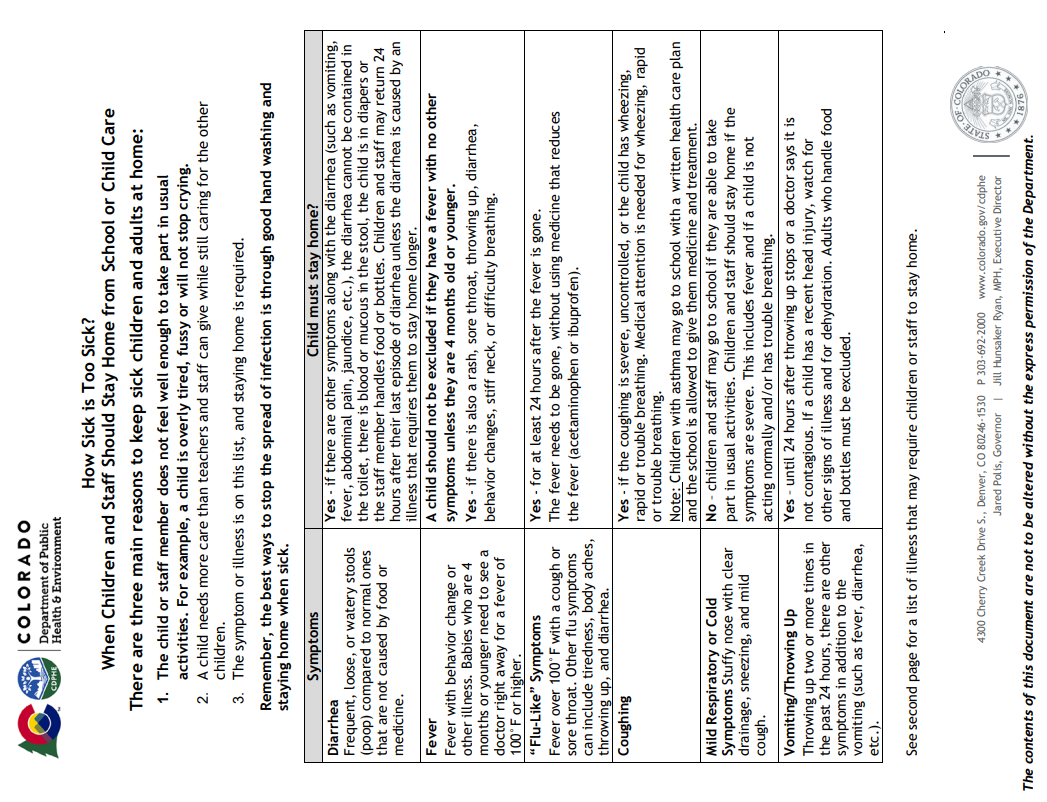 COLORADO
Department of Public
Health & Environment
CDPHE
How Sick is Too Sick?
When Children and Staff Should Stay Home from School or Child Care
There are three main reasons to keep sick children and adults at home:
1. The child or staff member does not feel well enough to take part in usual
activities. For example, a child is overly tired, fussy or will not stop crying.
2. A child needs more care than teachers and staff can give while still caring for the other
children.
3. The symptom or illness is on this list, and staying home is required.
Remember, the best ways to stop the spread of infection is through good hand washing and
staying home when sick.
Symptoms
Child must stay home?
Diarrhea
Frequent, loose, or watery stools
(poop) compared to normal ones
that are not caused by food or
medicine.
Yes - if there are other symptoms along with the diarrhea (such as vomiting,
fever, abdominal pain, jaundice, etc.), the diarrhea cannot be contained in
the toilet, there is blood or mucous in the stool, the child is in diapers or
the staff member handles food or bottles. Children and staff may return 24
hours after their last episode of diarrhea unless the diarrhea is caused by an
illness that requires them to stay home longer.
Fever
Fever with behavior change or
other illness. Babies who are 4
months or younger need to see a
doctor right away for a fever of
100°F or higher.
A child should not be excluded if they have a fever with no other
symptoms unless they are 4 months old or younger.
Yes - if there is also a rash, sore throat, throwing up, diarrhea,
behavior changes, stiff neck, or difficulty breathing.
"Flu-Like" Symptoms
Fever over 100°F with a cough or
sore throat. Other flu symptoms
can include tiredness, body aches,
throwing up, and diarrhea.
Yes - for at least 24 hours after the fever is gone.
The fever needs to be gone, without using medicine that reduces
the fever (acetaminophen or ibuprofen).
Coughing
Yes - if the coughing is severe, uncontrolled, or the child has wheezing,
rapid or trouble breathing. Medical attention is needed for wheezing, rapid
or trouble breathing.
Note: Children with asthma may go to school with a written health care plan
and the school is allowed to give them medicine and treatment.
Mild Respiratory or Cold
Symptoms Stuffy nose with clear
drainage, sneezing, and mild
cough.
No - children and staff may go to school if they are able to take
part in usual activities. Children and staff should stay home if the
symptoms are severe. This includes fever and if a child is not
acting normally and/or has trouble breathing.
Vomiting/Throwing Up
Throwing up two or more times in
the past 24 hours, there are other
symptoms in addition to the
vomiting (such as fever, diarrhea,
etc.).
Yes - until 24 hours after throwing up stops or a doctor says it is
not contagious. If a child has a recent head injury, watch for
other signs of illness and for dehydration. Adults who handle food
and bottles must be excluded.
See second page for a list of illness that may require children or staff to stay home.
4300 Cherry Creek Drive S., Denver, CO 80246-1530 P 303-692-2000 www.colorado.gov/cdphe
Jared Polis, Governor | Jill Hunsaker Ryan, MPH, Executive Director
STATE OF COLORADO
1876
The contents of this document are not to be altered without the express permission of the Department.